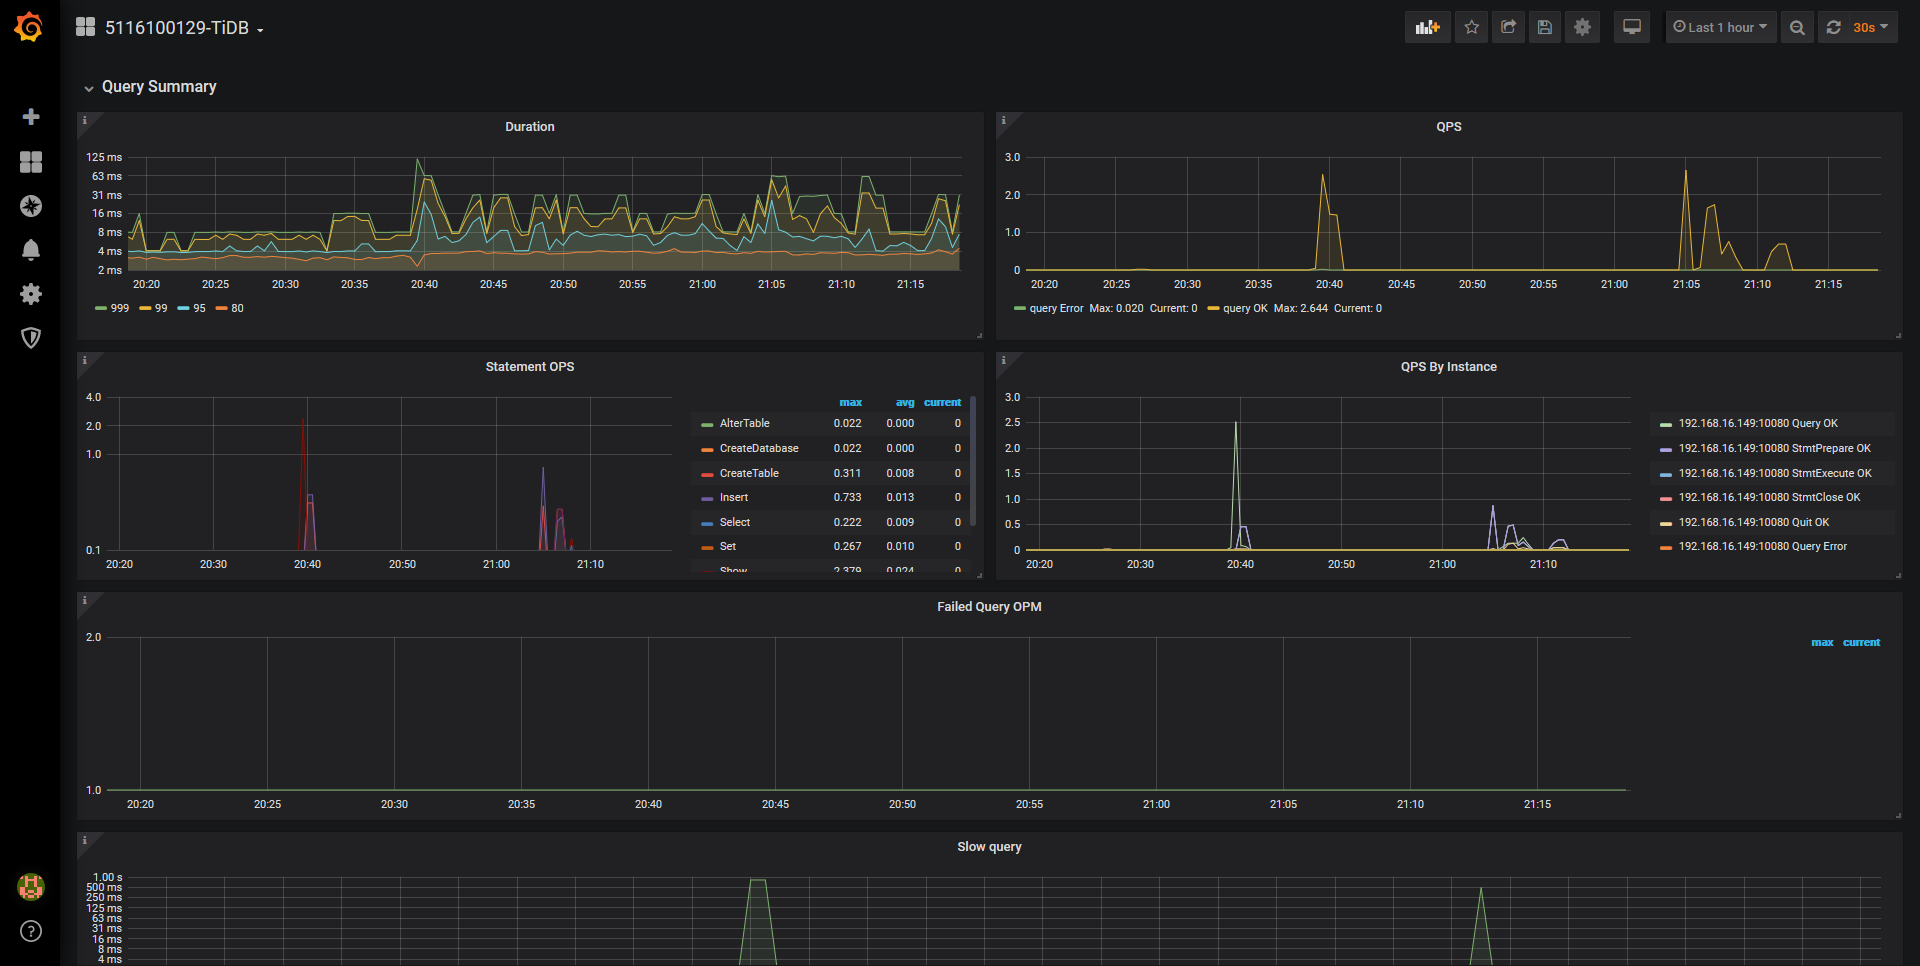 5116100129-TiDB
Last 1 hour
30s
Query Summary
Duration
125 ms
63 ms
31 ms
16 ms
8 ms
4 ms
2 ms
20:20 20:25 20:30 20:35 20:40 20:45 20:50 20:55 21:00 21:05 21:10 21:15
999 99 95 80
QPS
3.0
2.0
1.0
0
20:20 20:25 20:30 20:35 20:40 20:45 20:50 20:55 21:00 21:05 21:10 21:15
query Error Max: 0.020 Current: 0 query OK Max: 2.644 Current: 0
Statement OPS
4.0
2.0
1.0
0.1
20:20 20:30 20:40 20:50 21:00 21:10
max avg current
AlterTable 0.022 0.000 0
CreateDatabase 0.022 0.000 0
CreateTable 0.311 0.008 0
Insert 0.733 0.013 0
Select 0.222 0.009 0
Set 0.267 0.010 0
Show 2.379 0.024 0
QPS By Instance
3.0
2.5
2.0
1.5
1.0
0.5
0
20:20 20:30 20:40 20:50 21:00 21:10
192.168.16.149:10080 Query OK
192.168.16.149:10080 StmtPrepare OK
192.168.16.149:10080 StmtExecute OK
192.168.16.149:10080 StmtClose OK
192.168.16.149:10080 Quit OK
192.168.16.149:10080 Query Error
Failed Query OPM
2.0
1.0
20:20 20:25 20:30 20:35 20:40 20:45 20:50 20:55 21:00 21:05 21:10 21:15
max current
Slow query
1.00 s
500 ms
250 ms
125 ms
63 ms
31 ms
16 ms
8 ms
4 ms